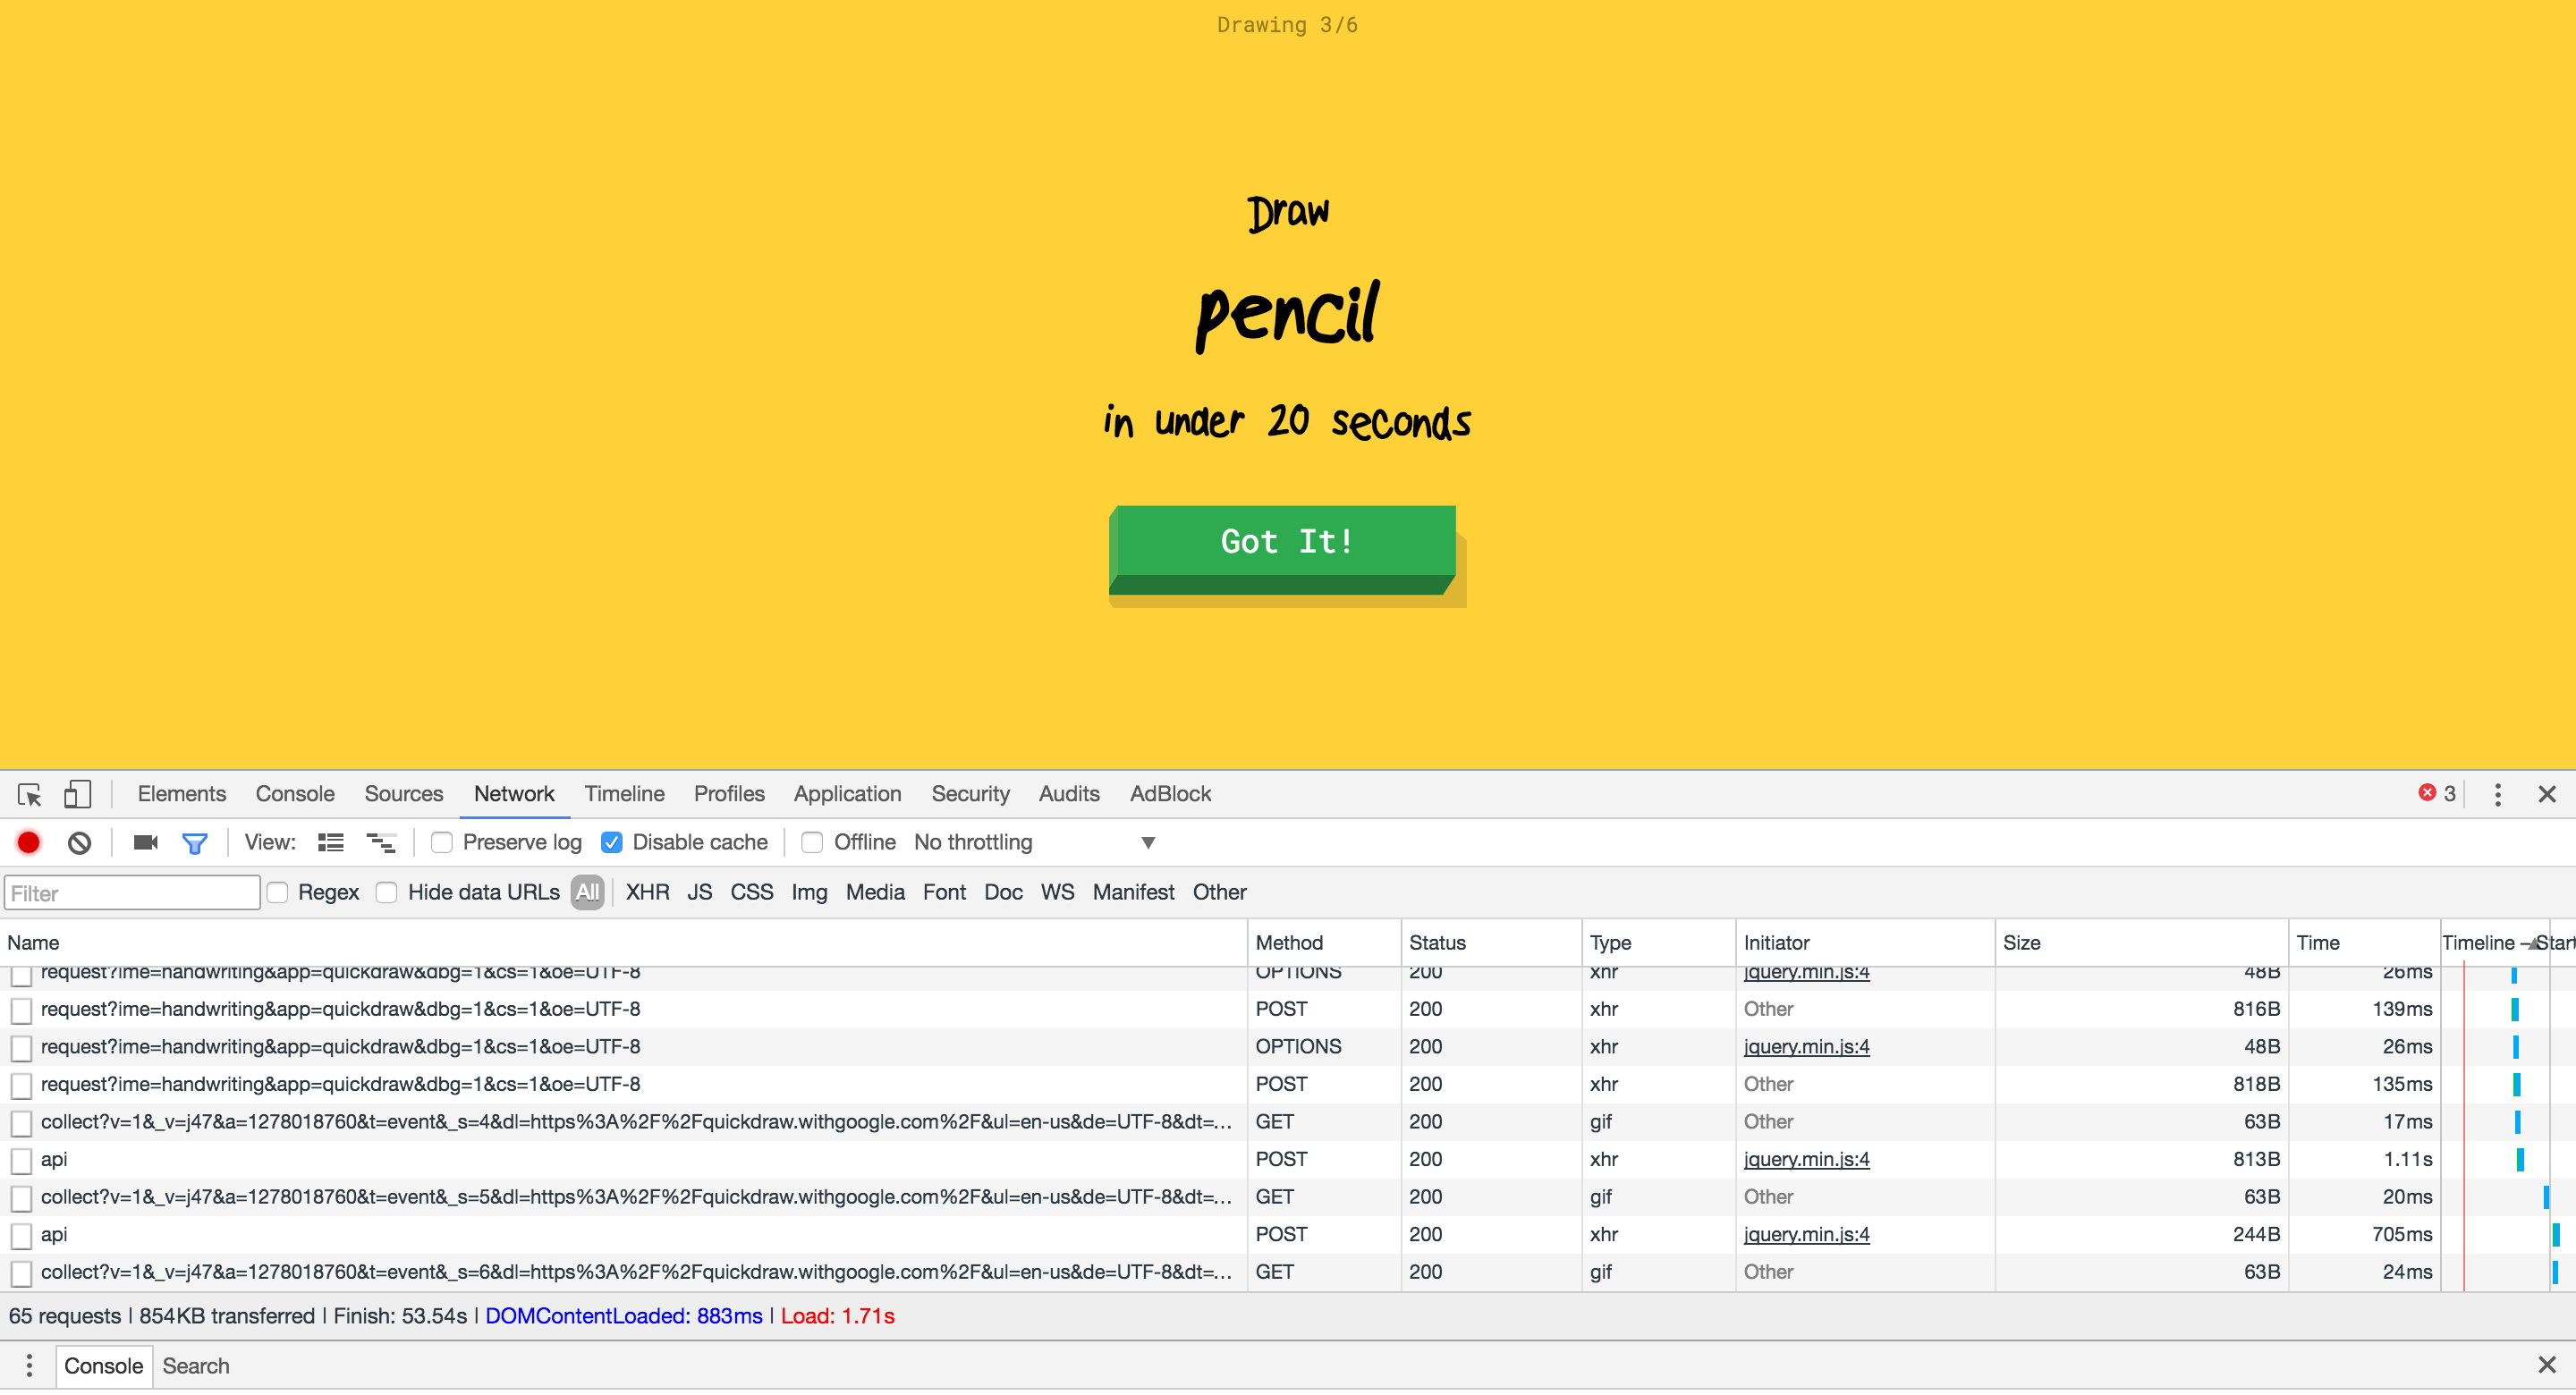 Drawing 3/6
Draw
pencil
in under 20 seconds
Got It!
Elements Console Sources Network Timeline Profiles Application Security Audits AdBlock 3
View: Preserve log Disable cache Offline No throttling
Filter Regex Hide data URLs All XHR JS CSS Img Media Font Doc WS Manifest Other
Name Method Status Type Initiator Size Time Timeline – Start
request?ime=handwriting&app=quickdraw&dbg=1&cs=1&oe=UTF-8 OPTIONS 200 xhr jquery.min.js:4 48B 26ms
request?ime=handwriting&app=quickdraw&dbg=1&cs=1&oe=UTF-8 POST 200 xhr Other 816B 139ms
request?ime=handwriting&app=quickdraw&dbg=1&cs=1&oe=UTF-8 OPTIONS 200 xhr jquery.min.js:4 48B 26ms
request?ime=handwriting&app=quickdraw&dbg=1&cs=1&oe=UTF-8 POST 200 xhr Other 818B 135ms
collect?v=1&_v=j47&a=1278018760&t=event&_s=4&dl=https%3A%2F%2Fquickdraw.withgoogle.com%2F&ul=en-us&de=UTF-8&dt=... GET 200 gif Other 63B 17ms
api POST 200 xhr jquery.min.js:4 813B 1.11s
collect?v=1&_v=j47&a=1278018760&t=event&_s=5&dl=https%3A%2F%2Fquickdraw.withgoogle.com%2F&ul=en-us&de=UTF-8&dt=... GET 200 gif Other 63B 20ms
api POST 200 xhr jquery.min.js:4 244B 705ms
collect?v=1&_v=j47&a=1278018760&t=event&_s=6&dl=https%3A%2F%2Fquickdraw.withgoogle.com%2F&ul=en-us&de=UTF-8&dt=... GET 200 gif Other 63B 24ms
65 requests | 854KB transferred | Finish: 53.54s | DOMContentLoaded: 883ms | Load: 1.71s
Console Search